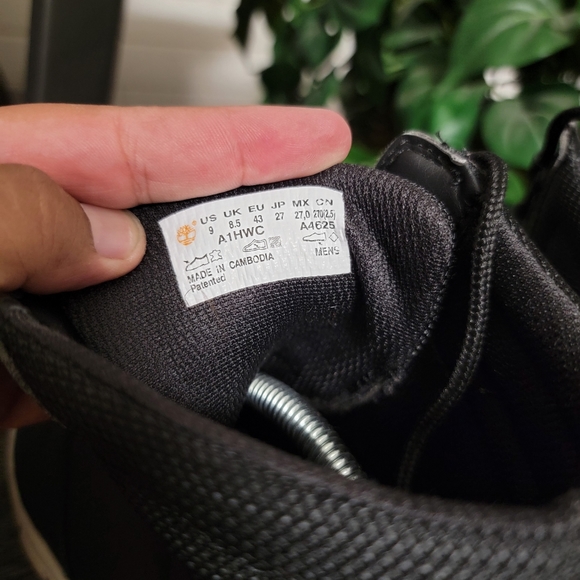 US UK EU JP MX CN
9 8.5 43 27 27,0 270/2,5
A1HWC A4625
MENS
MADE IN CAMBODIA
Patented